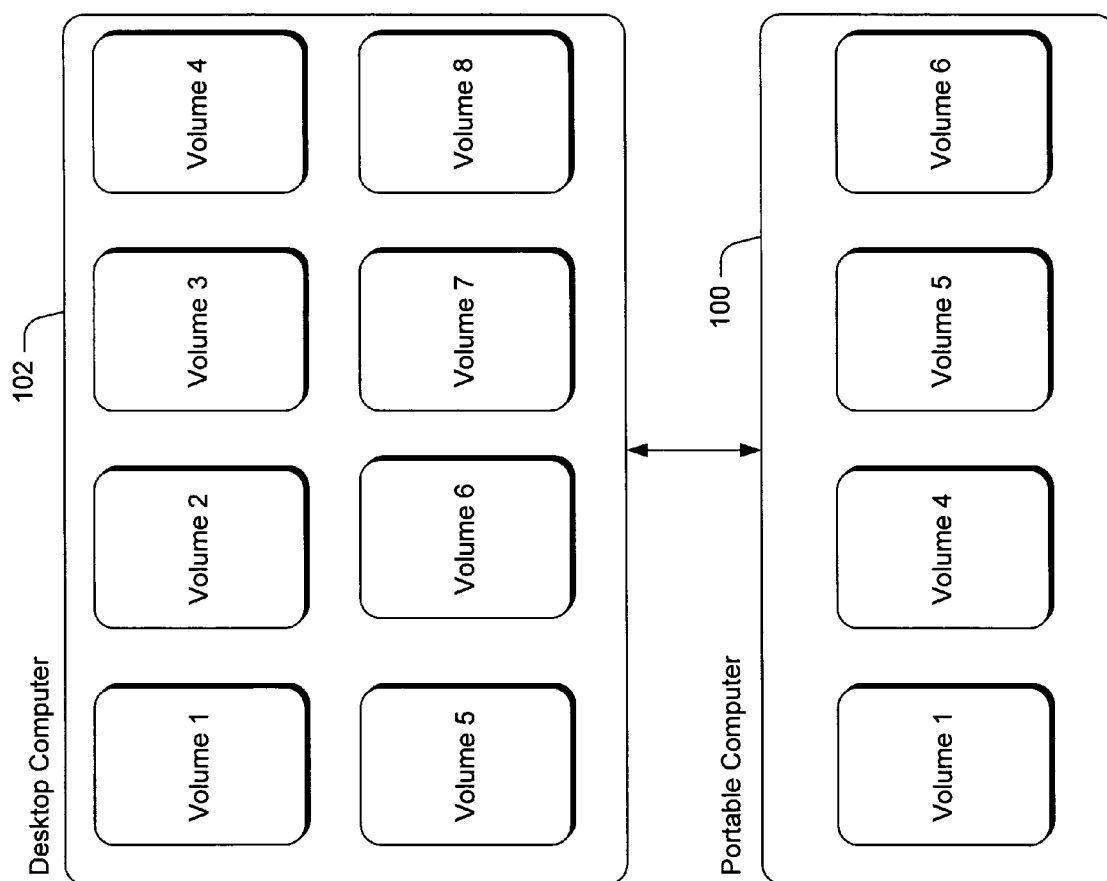 102
Desktop Computer
Volume 1
Volume 2
Volume 3
Volume 4
Volume 5
Volume 6
Volume 7
Volume 8
100
Portable Computer
Volume 1
Volume 4
Volume 5
Volume 6